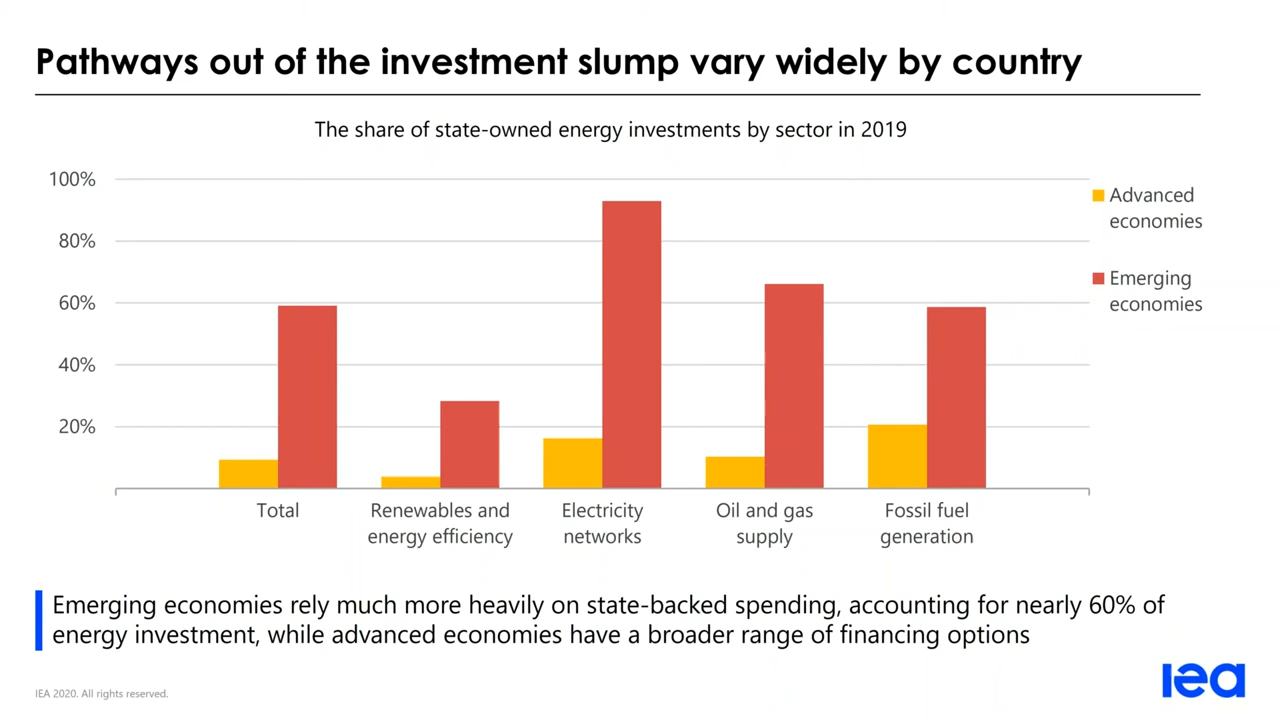 Pathways out of the investment slump vary widely by country
The share of state-owned energy investments by sector in 2019
100%
80%
60%
40%
20%
Advanced
economies
Emerging
economies
Total
Renewables and
energy efficiency
Electricity
networks
Oil and gas
supply
Fossil fuel
generation
Emerging economies rely much more heavily on state-backed spending, accounting for nearly 60% of
energy investment, while advanced economies have a broader range of financing options
IEA 2020. All rights reserved.
iea